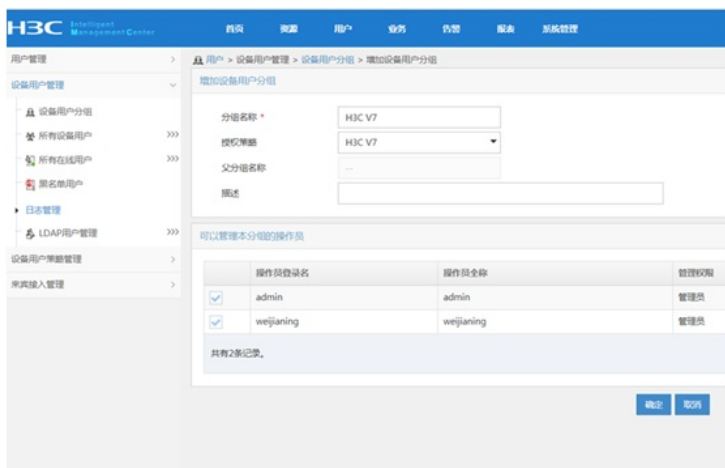 H3C Intelligent Management Center
首页 资源 用户 业务 告警 报表 系统管理
用户管理 >
设备用户管理
设备用户分组
所有设备用户 >>>
所有在线用户 >>>
黑名单用户
日志管理
LDAP用户管理 >>>
设备用户策略管理 >
来宾接入管理 >
用户 > 设备用户管理 > 设备用户分组 > 增加设备用户分组
增加设备用户分组
分组名称 * H3C V7
授权策略 H3C V7
父分组名称 --
描述
可以管理本分组的操作员
操作员登录名 操作员全称 管理权限
admin admin 管理员
weijianing weijianing 管理员
共有2条记录。
确定 取消